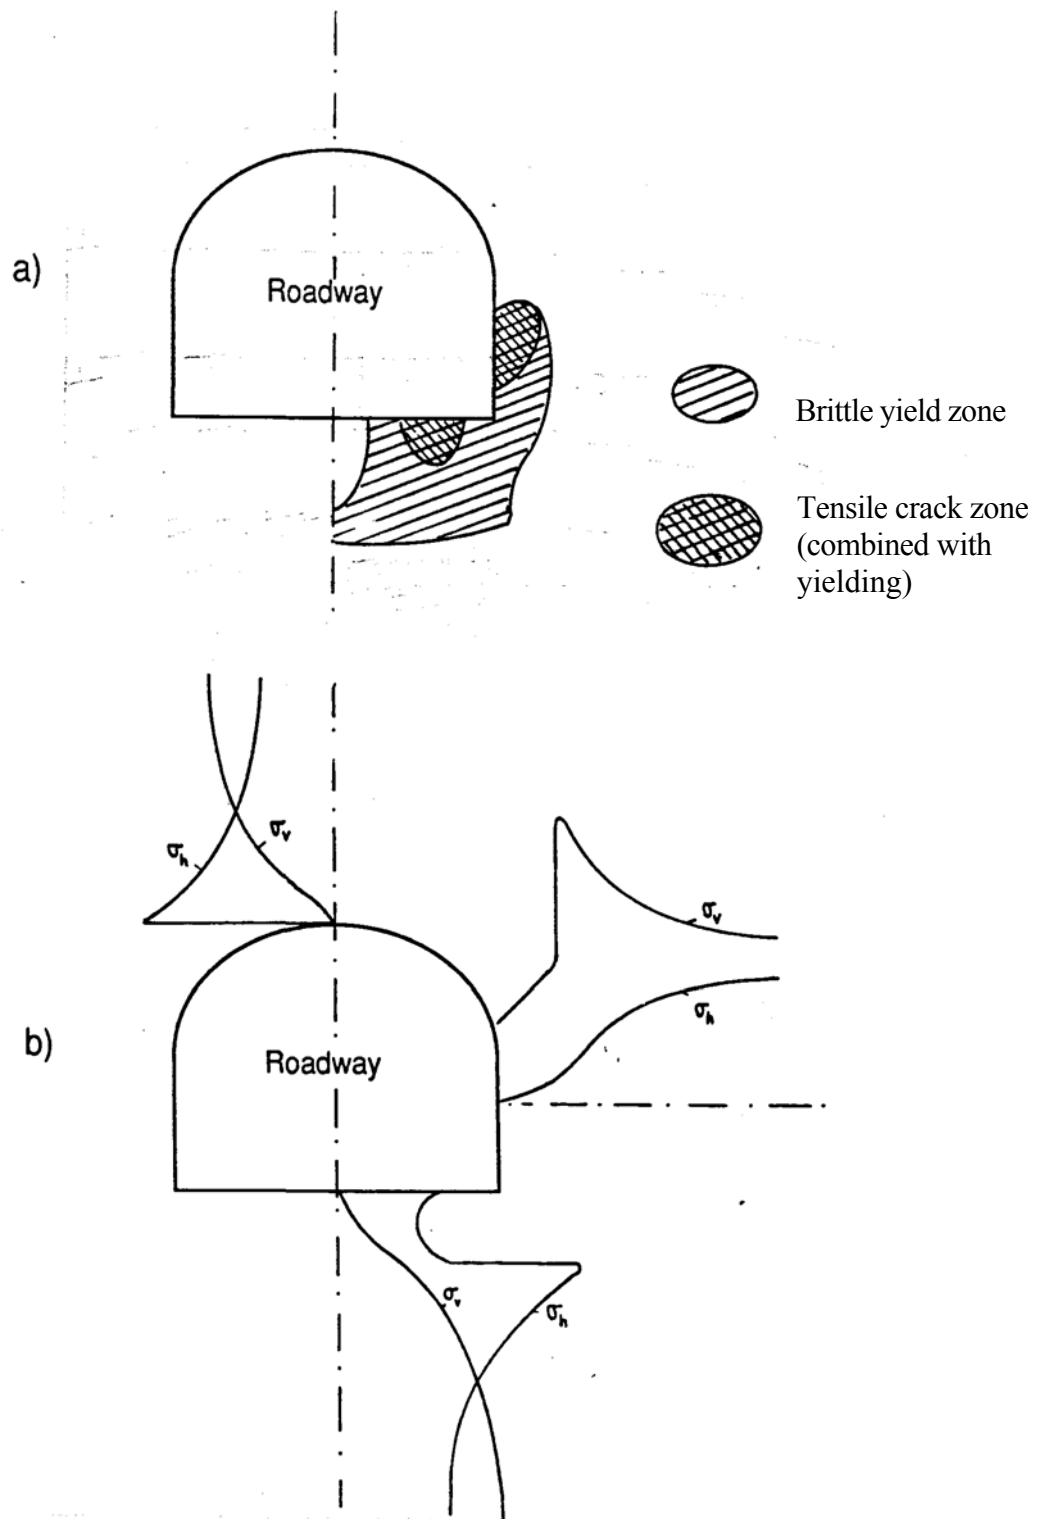 a)
Roadway
Brittle yield zone
Tensile crack zone
(combined with
yielding)
σh
σv
σv
σh
b)
Roadway
σv
σh